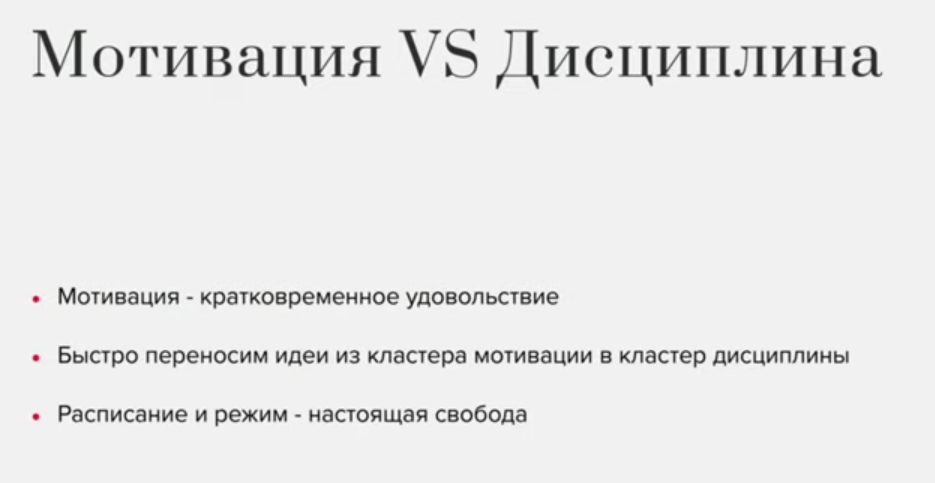 Мотивация VS Дисциплина
• Мотивация - кратковременное удовольствие
• Быстро переносим идеи из кластера мотивации в кластер дисциплины
• Расписание и режим - настоящая свобода